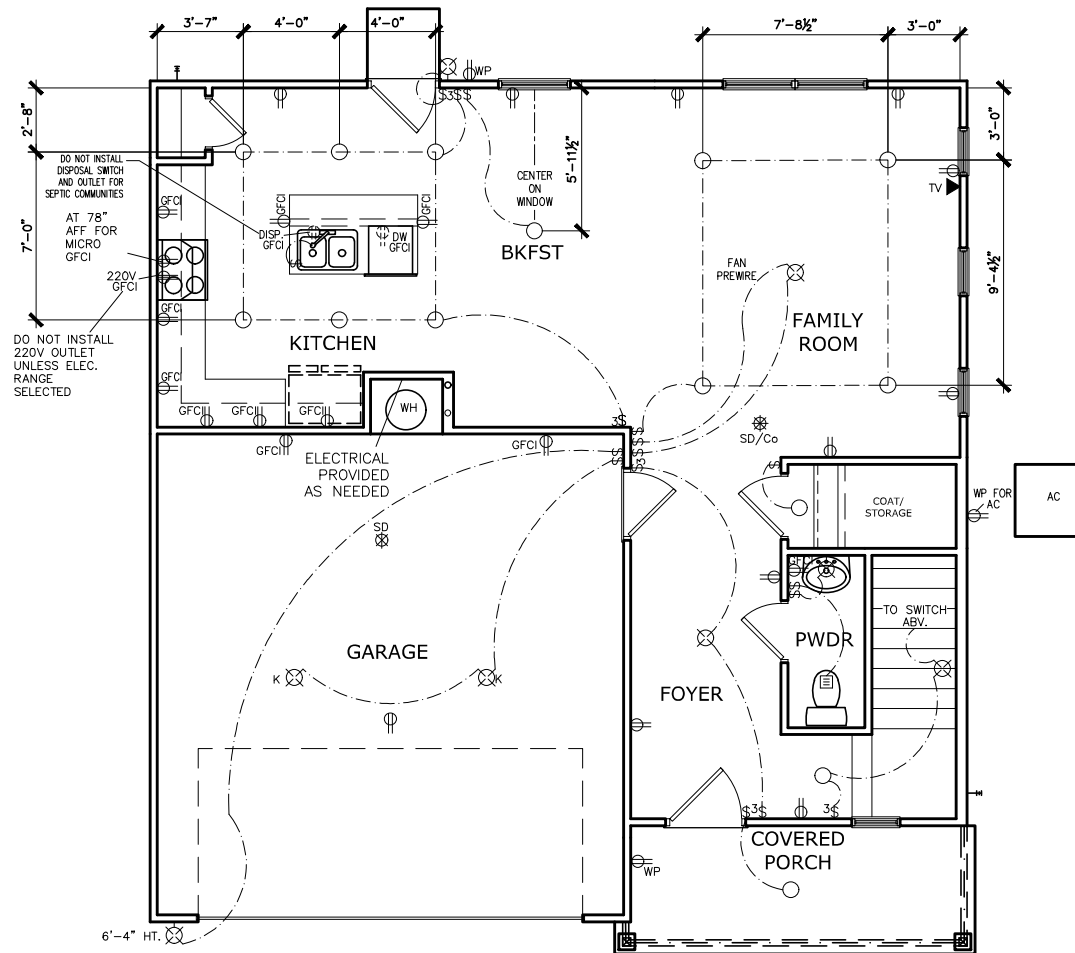 3'-7"
4'-0"
4'-0"
7'-8½"
3'-0"
2'-8"
7'-0"
5'-11½"
3'-0"
9'-4½"
WP
$3$$
DO NOT INSTALL
DISPOSAL SWITCH
AND OUTLET FOR
SEPTIC COMMUNITIES
CENTER
ON
WINDOW
TV
GFCI
AT 78"
AFF FOR
MICRO
GFCI
GFCI
GFCI
DISP.
GFCI
DW
GFCI
$
BKFST
FAN
PREWIRE
220V
GFCI
GFCI
DO NOT INSTALL
220V OUTLET
UNLESS ELEC.
RANGE
SELECTED
KITCHEN
FAMILY
ROOM
GFCI
GFCI
GFCI
GFCI
WH
3$
$
$
$
3$
$
$
SD/Co
GFCI
GFCI
ELECTRICAL
PROVIDED
AS NEEDED
$
COAT/
STORAGE
WP FOR
AC
AC
SD
GFCI
$$
TO SWITCH
ABV.
PWDR
GARAGE
K
K
FOYER
$3$
3$
COVERED
PORCH
WP
6'-4" HT.